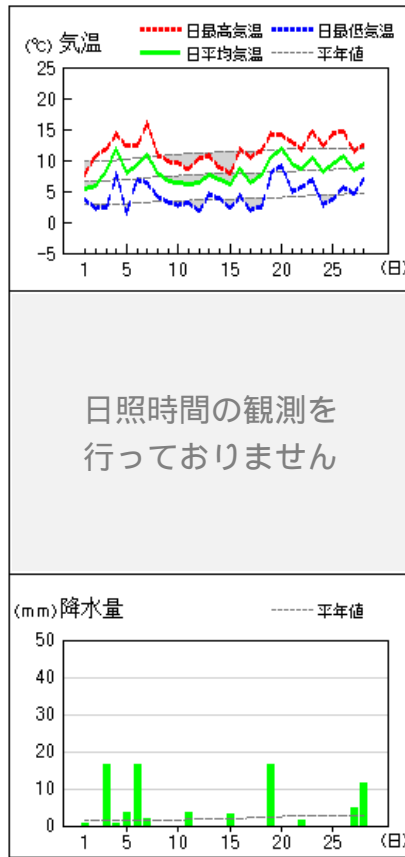 (℃) 気温
日最高気温 日最低気温
日平均気温 平年値
25
20
15
10
5
0
-5
1 5 10 15 20 25 (日)
日照時間の観測を
行っておりません
(mm) 降水量 平年値
50
40
30
20
10
0
1 5 10 15 20 25 (日)